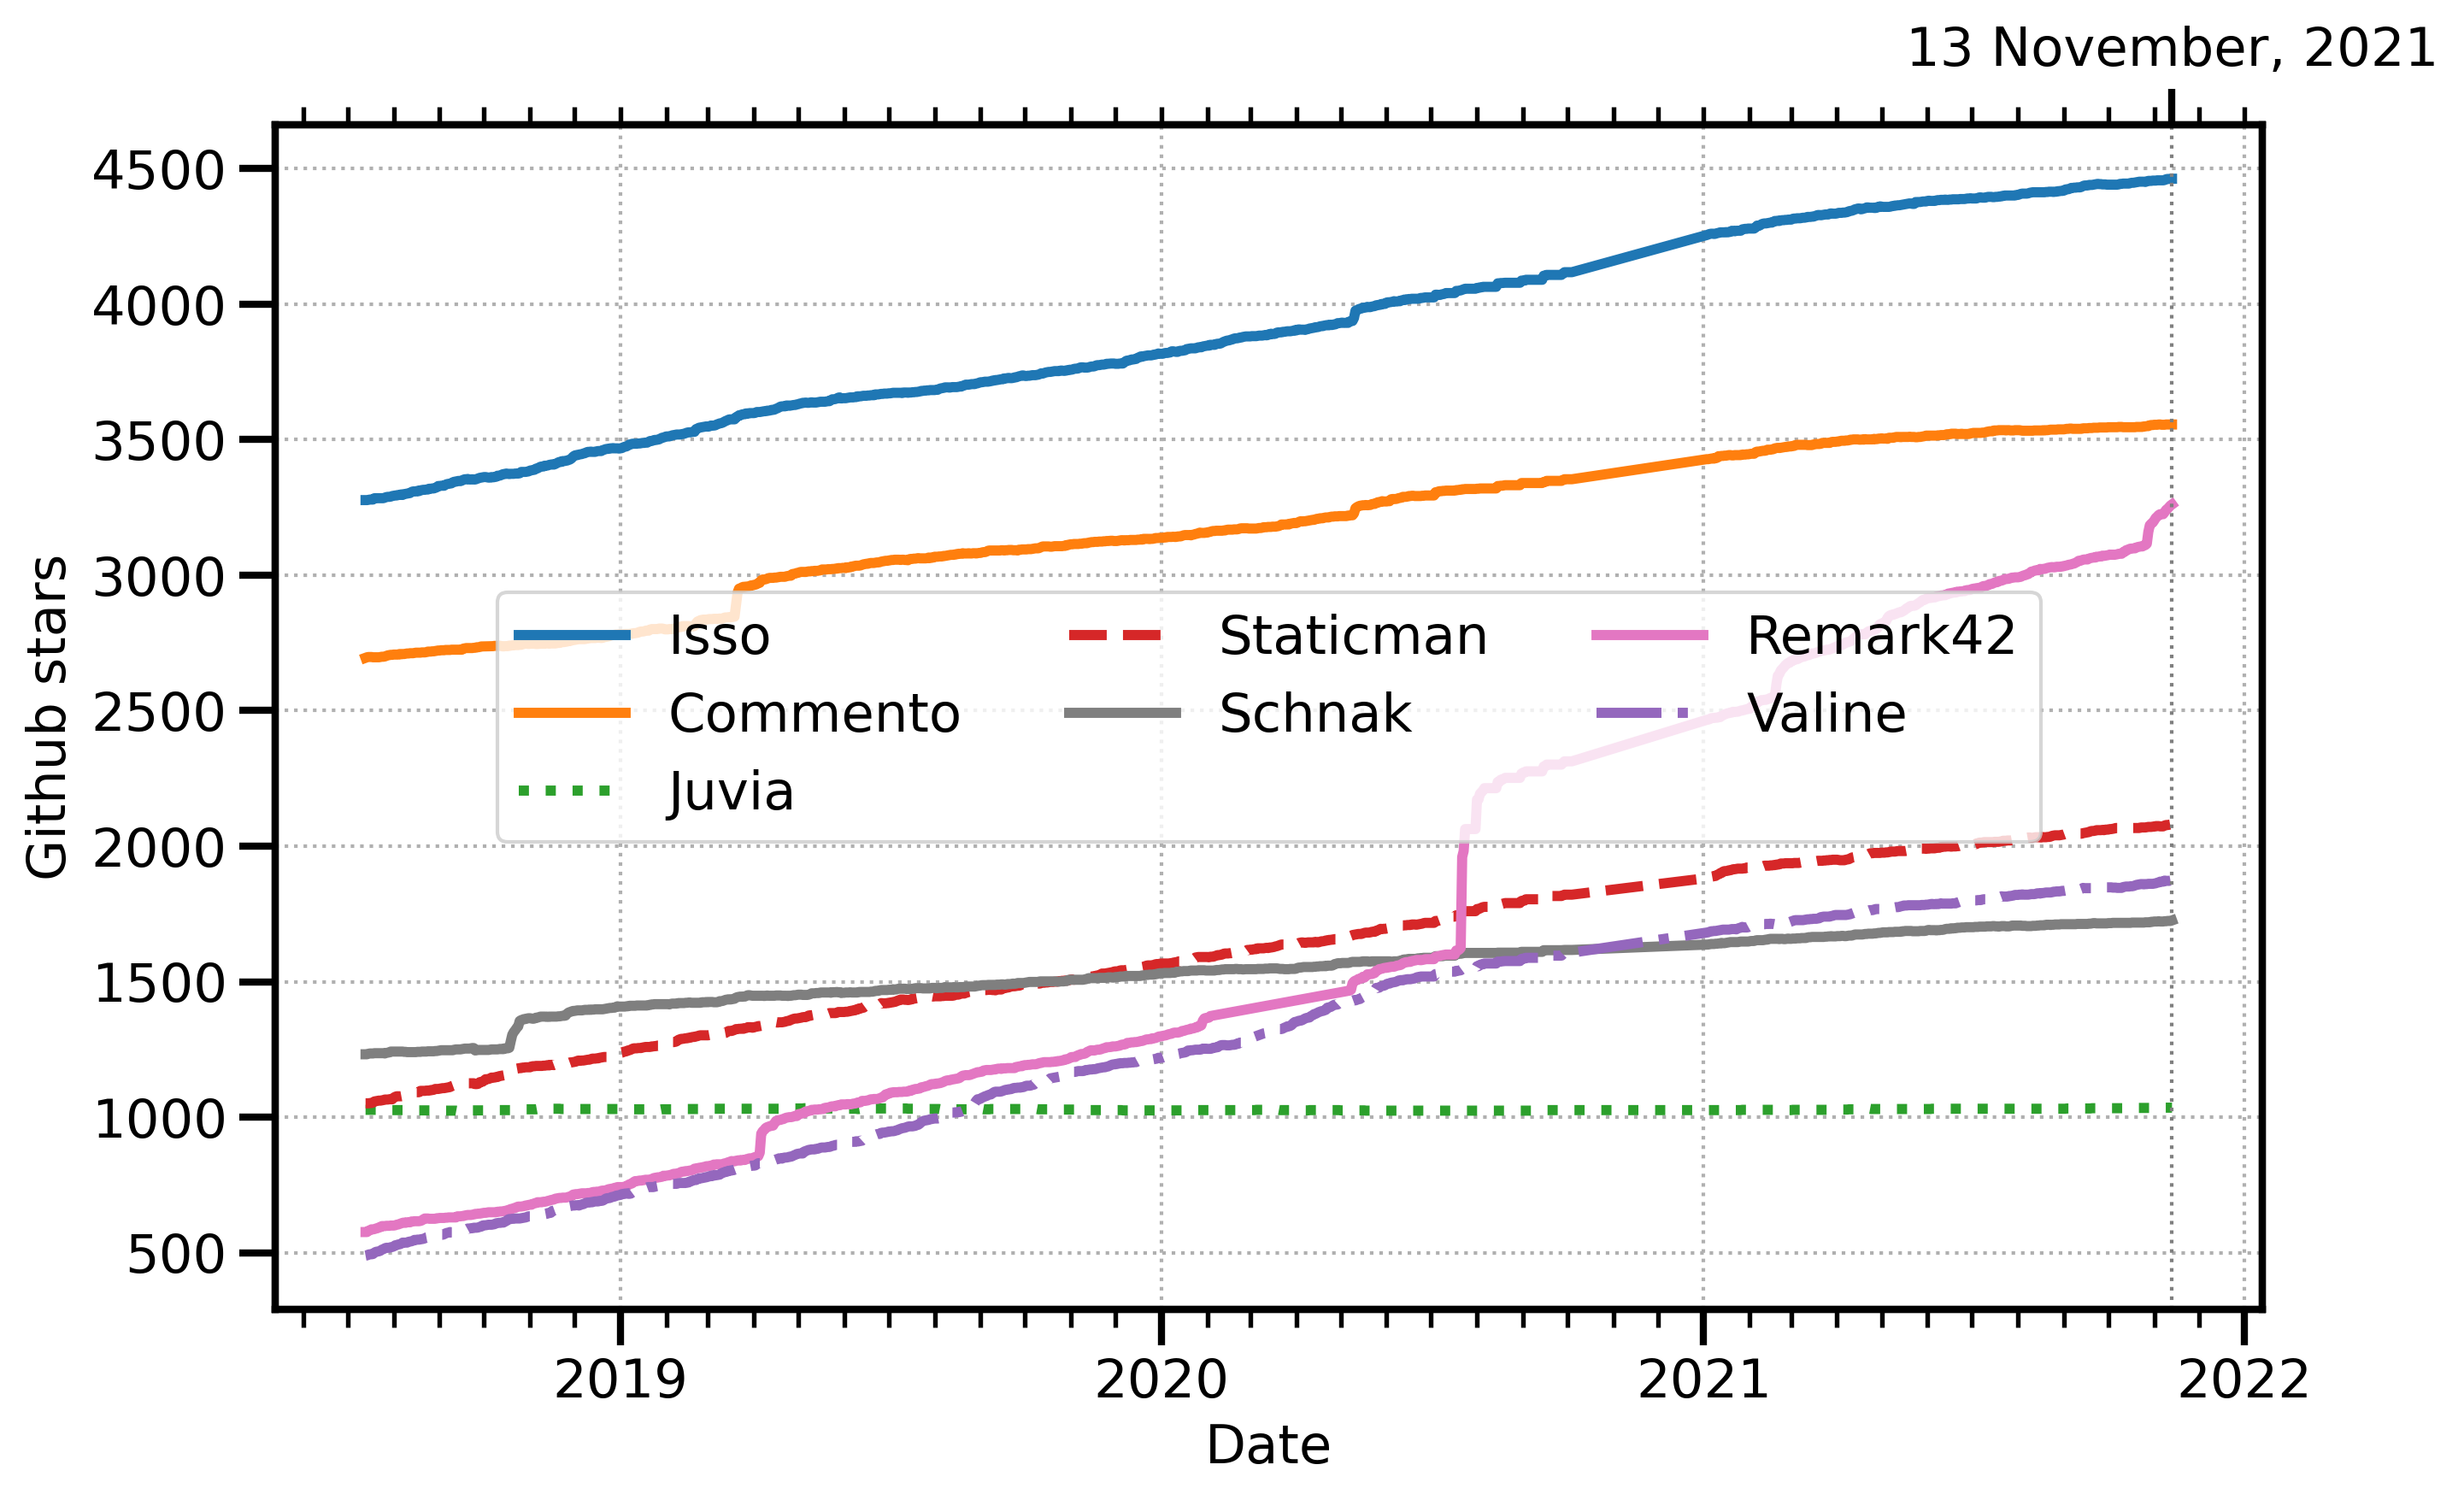 13 November, 2021
4500
4000
3500
3000
2500
2000
1500
1000
500
Github stars
Isso
Commento
Juvia
Staticman
Schnak
Remark42
Valine
2019
2020
2021
2022
Date